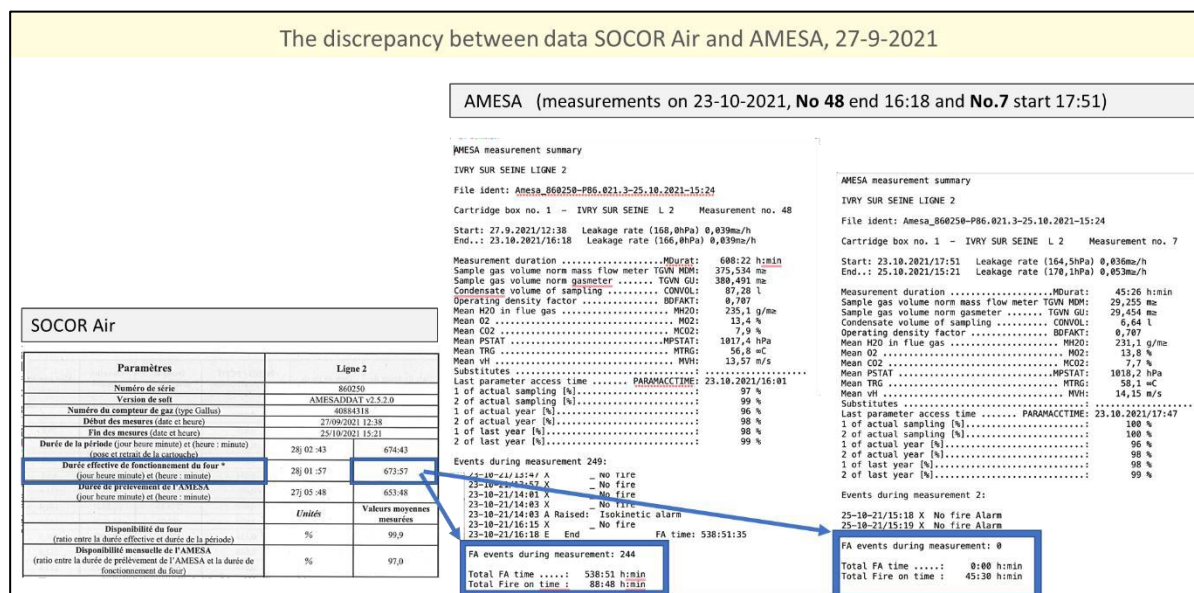 The discrepancy between data SOCOR Air and AMESA, 27-9-2021
AMESA (measurements on 23-10-2021, No 48 end 16:18 and No.7 start 17:51)
AMESA measurement summary
IVRY SUR SEINE LIGNE 2
File ident: Amesa_860250-P86.021.3-25.10.2021-15:24
Cartridge box no. 1 - IVRY SUR SEINE L 2 Measurement no. 48
Start: 27.9.2021/12:38 Leakage rate (168,0hPa) 0,039m≥/h
End..: 23.10.2021/16:18 Leakage rate (166,0hPa) 0,039m≥/h
Measurement duration ...................MDurat: 608:22 h:min
Sample gas volume norm mass flow meter TGVN MDM: 375,534 m≥
Sample gas volume norm gasmeter ....... TGVN GU: 380,491 m≥
Condensate volume of sampling .......... CONVOL: 87,28 l
Operating density factor ............... BDFAKT: 0,707
Mean H2O in flue gas ..................... MH2O: 235,1 g/m≥
Mean O2 ................................... MO2: 13,4 %
Mean CO2 ................................. MCO2: 7,9 %
Mean PSTAT ..............................MPSTAT: 1017,4 hPa
Mean TRG ................................. MTRG: 56,8 ∞C
Mean vH ................................... MVH: 13,57 m/s
Substitutes ..................................: ......................
Last parameter access time ....... PARAMACCTIME: 23.10.2021/16:01
1 of actual sampling [%]......................: 97 %
2 of actual sampling [%]......................: 99 %
1 of actual year [%]..........................: 96 %
2 of actual year [%]..........................: 98 %
1 of last year [%]............................: 98 %
2 of last year [%]............................: 99 %
Events during measurement 249:
23-10-21/13:47 X _ No fire
23-10-21/13:57 X _ No fire
23-10-21/14:01 X _ No fire
23-10-21/14:03 X _ No fire
23-10-21/14:03 A Raised: Isokinetic alarm
23-10-21/16:15 X _ No fire
23-10-21/16:18 E End FA time: 538:51:35
FA events during measurement: 244
Total FA time .....: 538:51 h:min
Total Fire on time : 88:48 h:min
AMESA measurement summary
IVRY SUR SEINE LIGNE 2
File ident: Amesa_860250-P86.021.3-25.10.2021-15:24
Cartridge box no. 1 - IVRY SUR SEINE L 2 Measurement no. 7
Start: 23.10.2021/17:51 Leakage rate (164,5hPa) 0,036m≥/h
End..: 25.10.2021/15:21 Leakage rate (170,1hPa) 0,053m≥/h
Measurement duration ...................MDurat: 45:26 h:min
Sample gas volume norm mass flow meter TGVN MDM: 29,255 m≥
Sample gas volume norm gasmeter ....... TGVN GU: 29,454 m≥
Condensate volume of sampling .......... CONVOL: 6,64 l
Operating density factor ............... BDFAKT: 0,707
Mean H2O in flue gas ..................... MH2O: 231,1 g/m≥
Mean O2 ................................... MO2: 13,8 %
Mean CO2 ................................. MCO2: 7,7 %
Mean PSTAT ..............................MPSTAT: 1018,2 hPa
Mean TRG ................................. MTRG: 58,1 ∞C
Mean vH ................................... MVH: 14,15 m/s
Substitutes ..................................: ......................
Last parameter access time ....... PARAMACCTIME: 23.10.2021/17:47
1 of actual sampling [%]......................: 100 %
2 of actual sampling [%]......................: 100 %
1 of actual year [%]..........................: 96 %
2 of actual year [%]..........................: 98 %
1 of last year [%]............................: 98 %
2 of last year [%]............................: 99 %
Events during measurement 2:
25-10-21/15:18 X No fire Alarm
25-10-21/15:19 X No fire Alarm
FA events during measurement: 0
Total FA time .....: 0:00 h:min
Total Fire on time : 45:30 h:min
SOCOR Air
Paramètres Ligne 2
Numéro de série 860250
Version de soft AMESADDAT v2.5.2.0
Numéro du compteur de gaz (type Gallus) 40884318
Début des mesures (date et heure) 27/09/2021 12:38
Fin des mesures (date et heure) 25/10/2021 15:21
Durée de la période (jour heure minute) et (heure : minute) 28j 02 :43 674:43
(pose et retrait de la cartouche)
Durée effective de fonctionnement du four * 28j 01 :57 673:57
(jour heure minute) et (heure : minute)
Durée de prélèvement de l'AMESA 27j 05 :48 653:48
(jour heure minute) et (heure : minute)
Unités Valeurs moyennes
mesurées
Disponibilité du four % 99,9
(ratio entre la durée effective et durée de la période)
Disponibilité mensuelle de l'AMESA % 97,0
(ratio entre la durée de prélèvement de l'AMESA et la durée de
fonctionnement du four)